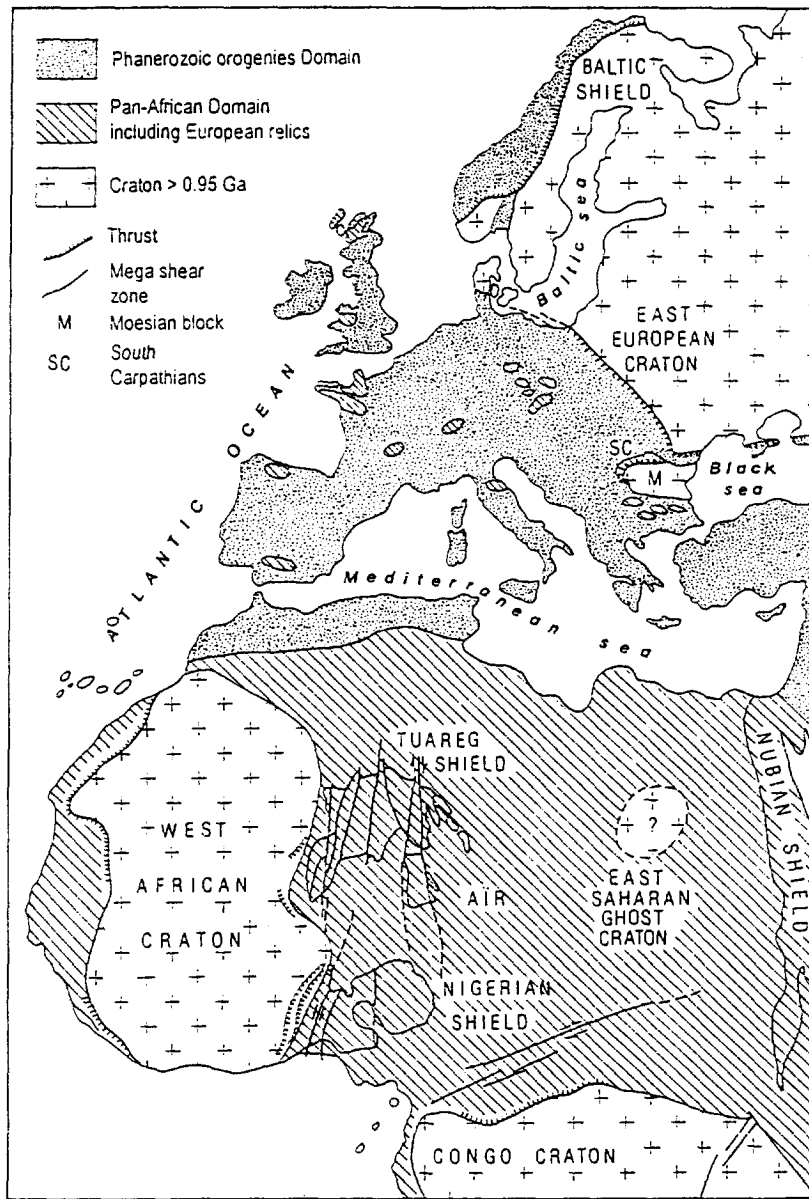 Phanerozoic orogenies Domain
Pan-African Domain
including European relics
Craton > 0.95 Ga
Thrust
Mega shear
zone
M Moesian block
SC South
Carpathians
BALTIC
SHIELD
Baltic sea
EAST
EUROPEAN
CRATON
ATLANTIC OCEAN
SC
M
Black
sea
Mediterranean sea
TUAREG
SHIELD
NUBIAN SHIELD
WEST
AFRICAN
CRATON
?
EAST
SAHARAN
GHOST
CRATON
AÏR
NIGERIAN
SHIELD
CONGO CRATON